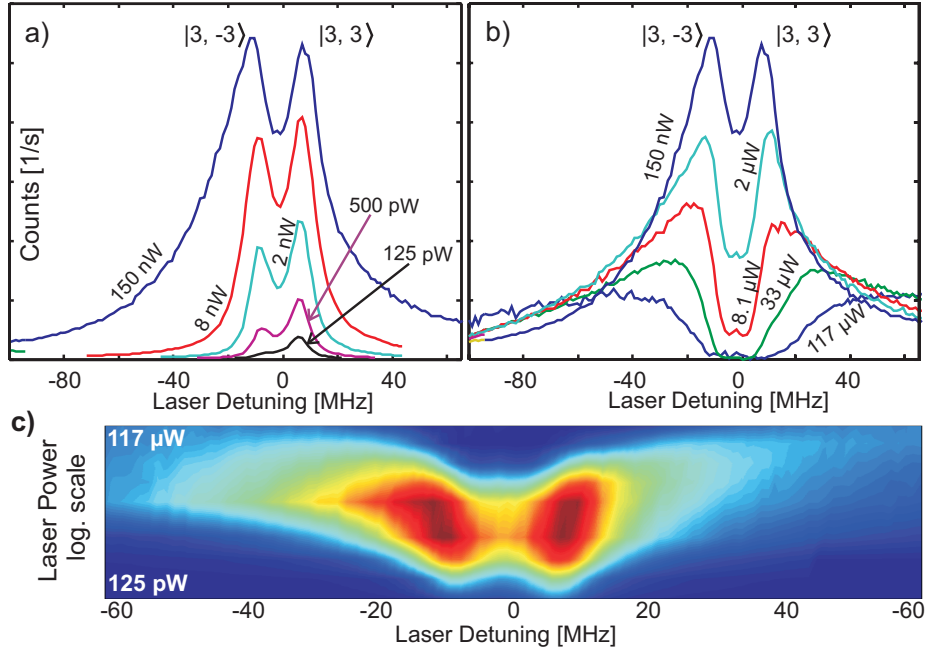 a)
|3, -3⟩
|3, 3⟩
Counts [1/s]
150 nW
8 nW
2 nW
500 pW
125 pW
-80
-40
0
40
Laser Detuning [MHz]
b)
|3, -3⟩
|3, 3⟩
150 nW
2 µW
8.1 µW
33 µW
117 µW
-80
-40
0
40
Laser Detuning [MHz]
c)
117 µW
Laser Power
log. scale
125 pW
-60
-40
-20
0
20
40
-60
Laser Detuning [MHz]